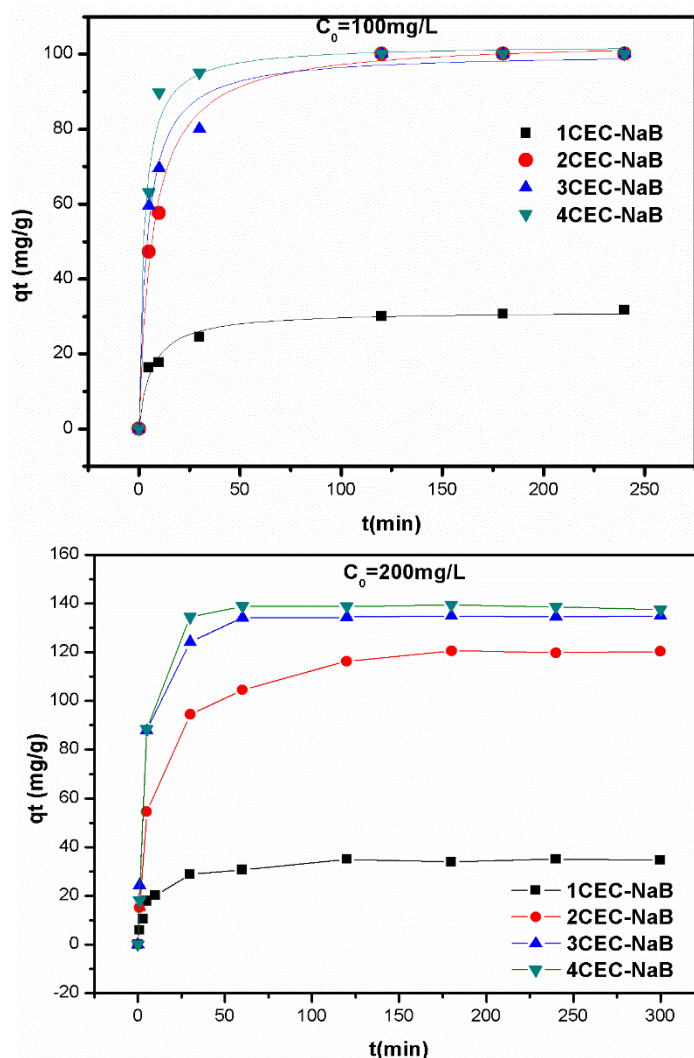 C₀=100mg/L
100
80
60
40
20
0
qt (mg/g)
1CEC-NaB
2CEC-NaB
3CEC-NaB
4CEC-NaB
0 50 100 150 200 250
t(min)
C₀=200mg/L
160
140
120
100
80
60
40
20
0
-20
qt (mg/g)
1CEC-NaB
2CEC-NaB
3CEC-NaB
4CEC-NaB
0 50 100 150 200 250 300
t(min)